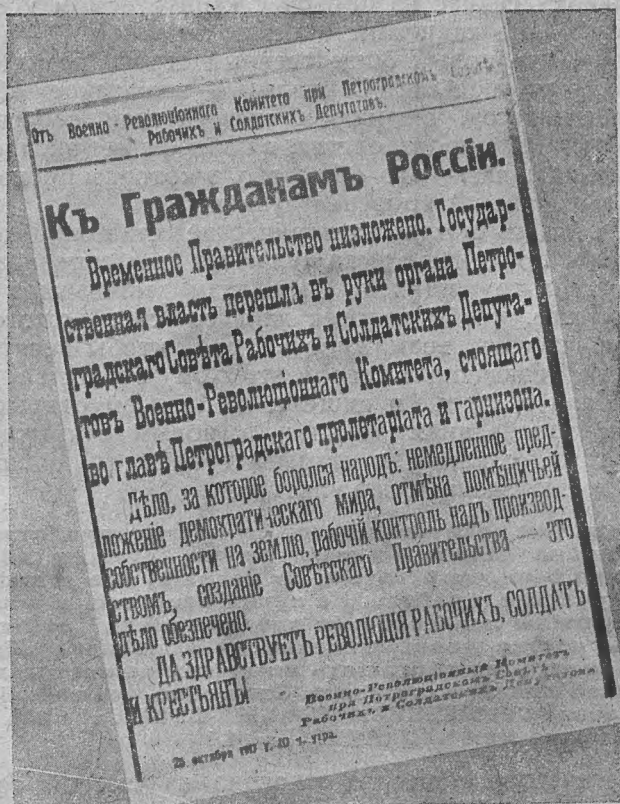 Отъ Военно-Революціоннаго Комитета при Петроградскомъ Совѣтѣ
Рабочихъ и Солдатскихъ Депутатовъ.
Къ Гражданамъ Россіи.
Временное Правительство низложено. Государ-
ственная власть перешла въ руки органа Петро-
градскаго Совѣта Рабочихъ и Солдатскихъ Депута-
товъ Военно-Революціоннаго Комитета, стоящаго
во главѣ Петроградскаго пролетаріата и гарнизона.
Дѣло, за которое боролся народъ: немедленное пред-
ложеніе демократическаго мира, отмѣна помѣщичьей
собственности на землю, рабочій контроль надъ производ-
ствомъ, созданіе Совѣтскаго Правительства — это
дѣло обезпечено.
ДА ЗДРАВСТВУЕТЪ РЕВОЛЮЦІЯ РАБОЧИХЪ, СОЛДАТЪ
И КРЕСТЬЯНЪ!
Военно-Революціонный Комитетъ
при Петроградскомъ Совѣтѣ
Рабочихъ и Солдатскихъ Депутатовъ.
25 октября 1917 г. 10 ч. утра.